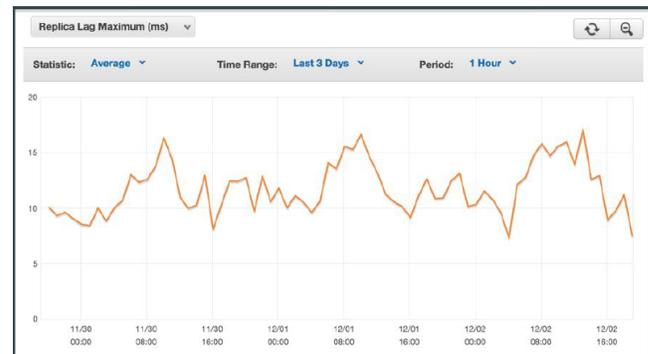 Replica Lag Maximum (ms)
Statistic: Average Time Range: Last 3 Days Period: 1 Hour
20
15
10
5
0
11/30 11/30 11/30 12/01 12/01 12/01 12/02 12/02 12/02
00:00 08:00 16:00 00:00 08:00 16:00 00:00 08:00 16:00